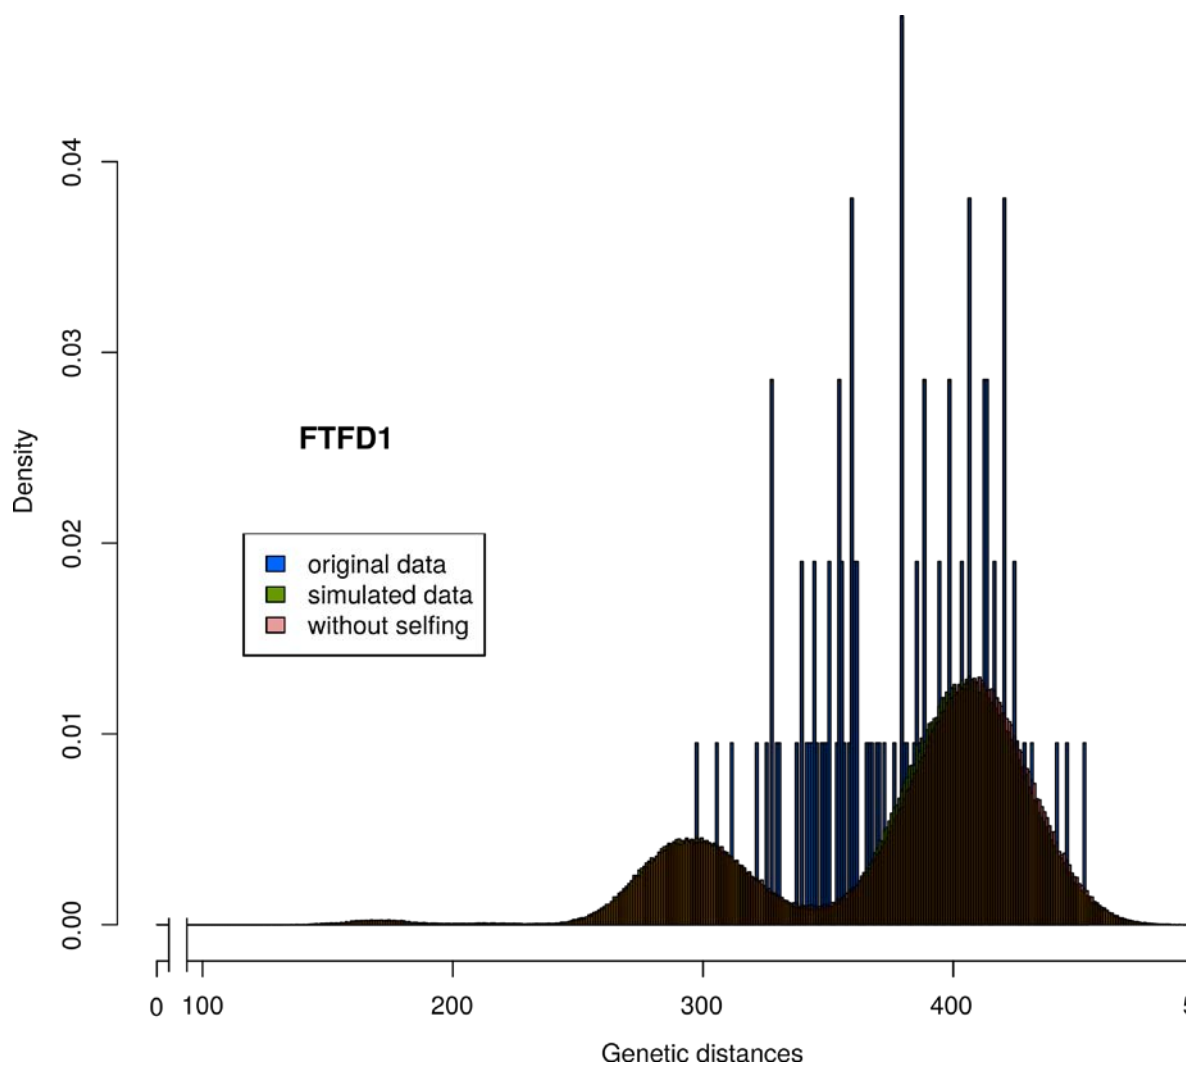 0.04
0.03
0.02
0.01
0.00
Density
FTFD1
original data
simulated data
without selfing
0 100 200 300 400
Genetic distances